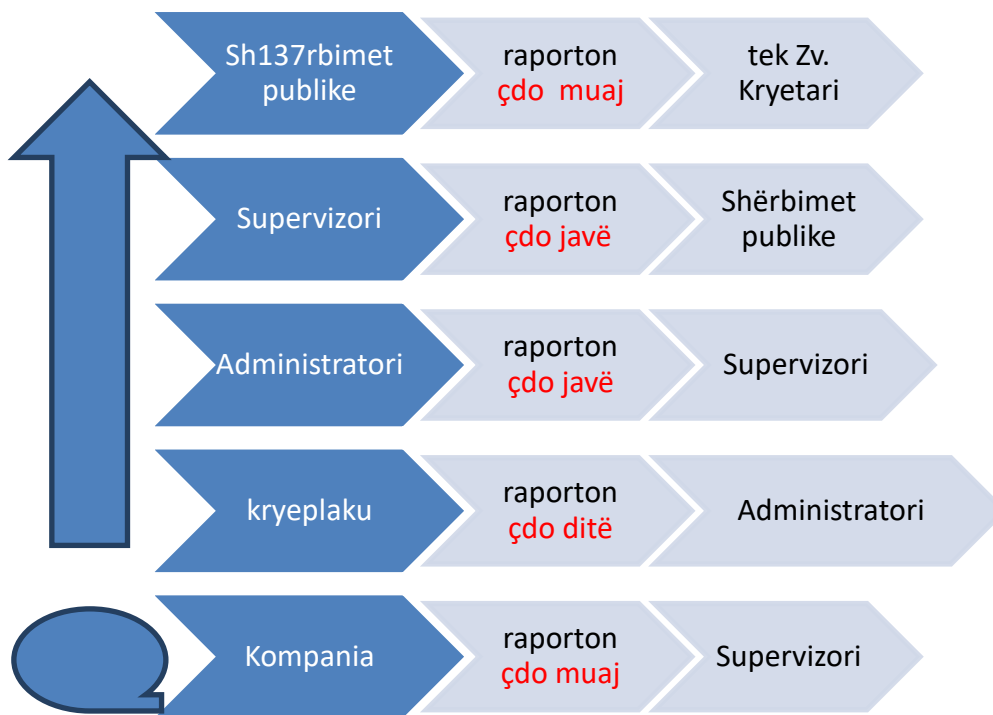 Sh137rbimet
publike
raporton
çdo muaj
tek Zv.
Kryetari
Supervizori
raporton
çdo javë
Shërbimet
publike
Administratori
raporton
çdo javë
Supervizori
kryeplaku
raporton
çdo ditë
Administratori
Kompania
raporton
çdo muaj
Supervizori